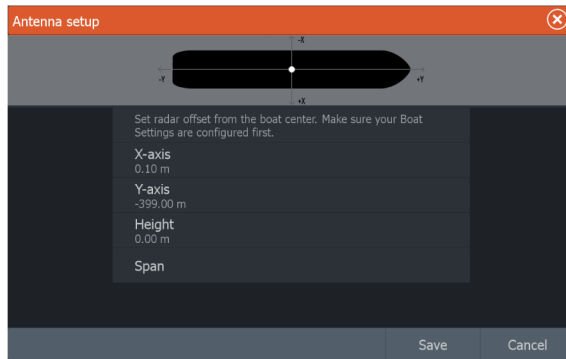 Antenna setup
-X
-Y
+Y
+X
Set radar offset from the boat center. Make sure your Boat
Settings are configured first.
X-axis
0.10 m
Y-axis
-399.00 m
Height
0.00 m
Span
Save
Cancel